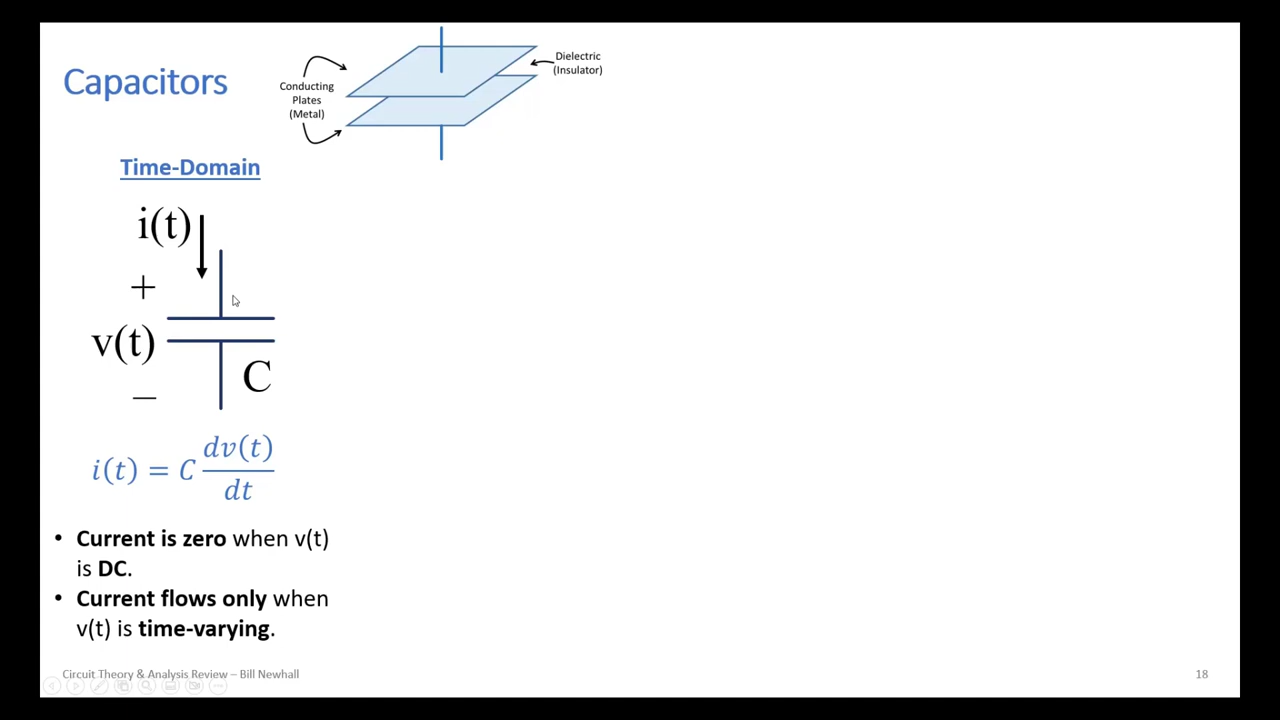 Capacitors
Conducting
Plates
(Metal)
Dielectric
(Insulator)
Time-Domain
i(t)
+
v(t)
–
C
i(t) = C dv(t)/dt
• Current is zero when v(t)
is DC.
• Current flows only when
v(t) is time-varying.
Circuit Theory & Analysis Review – Bill Newhall
18